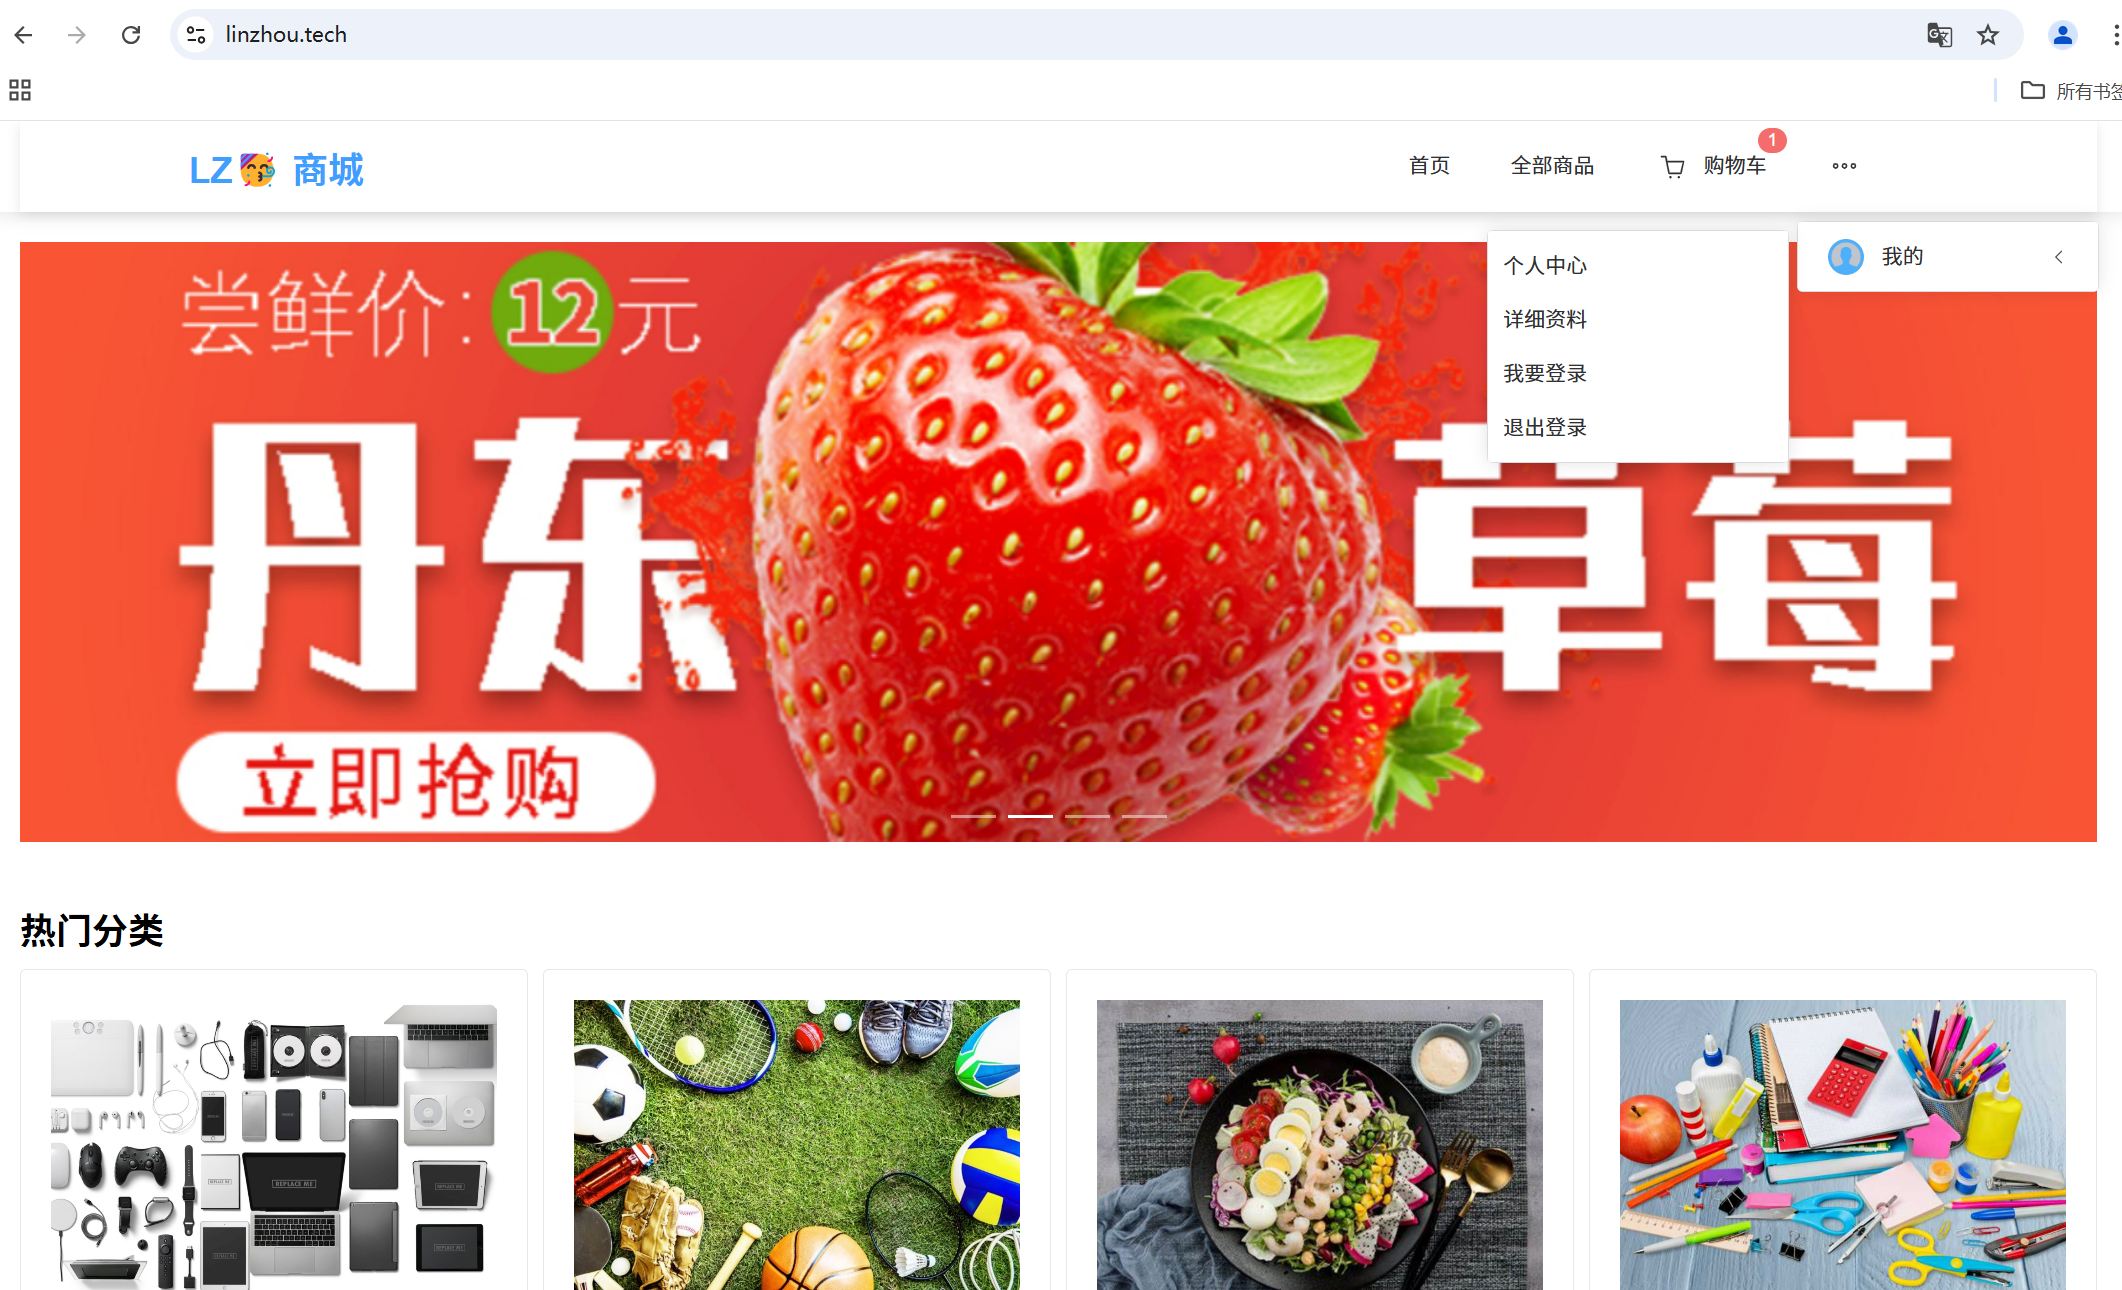 linzhou.tech
所有书签
LZ🥳 商城
首页
全部商品
购物车
1
我的
个人中心
详细资料
我要登录
退出登录
尝鲜价：12元
丹东
草莓
立即抢购
热门分类
REPLACE ME
REPLACE ME